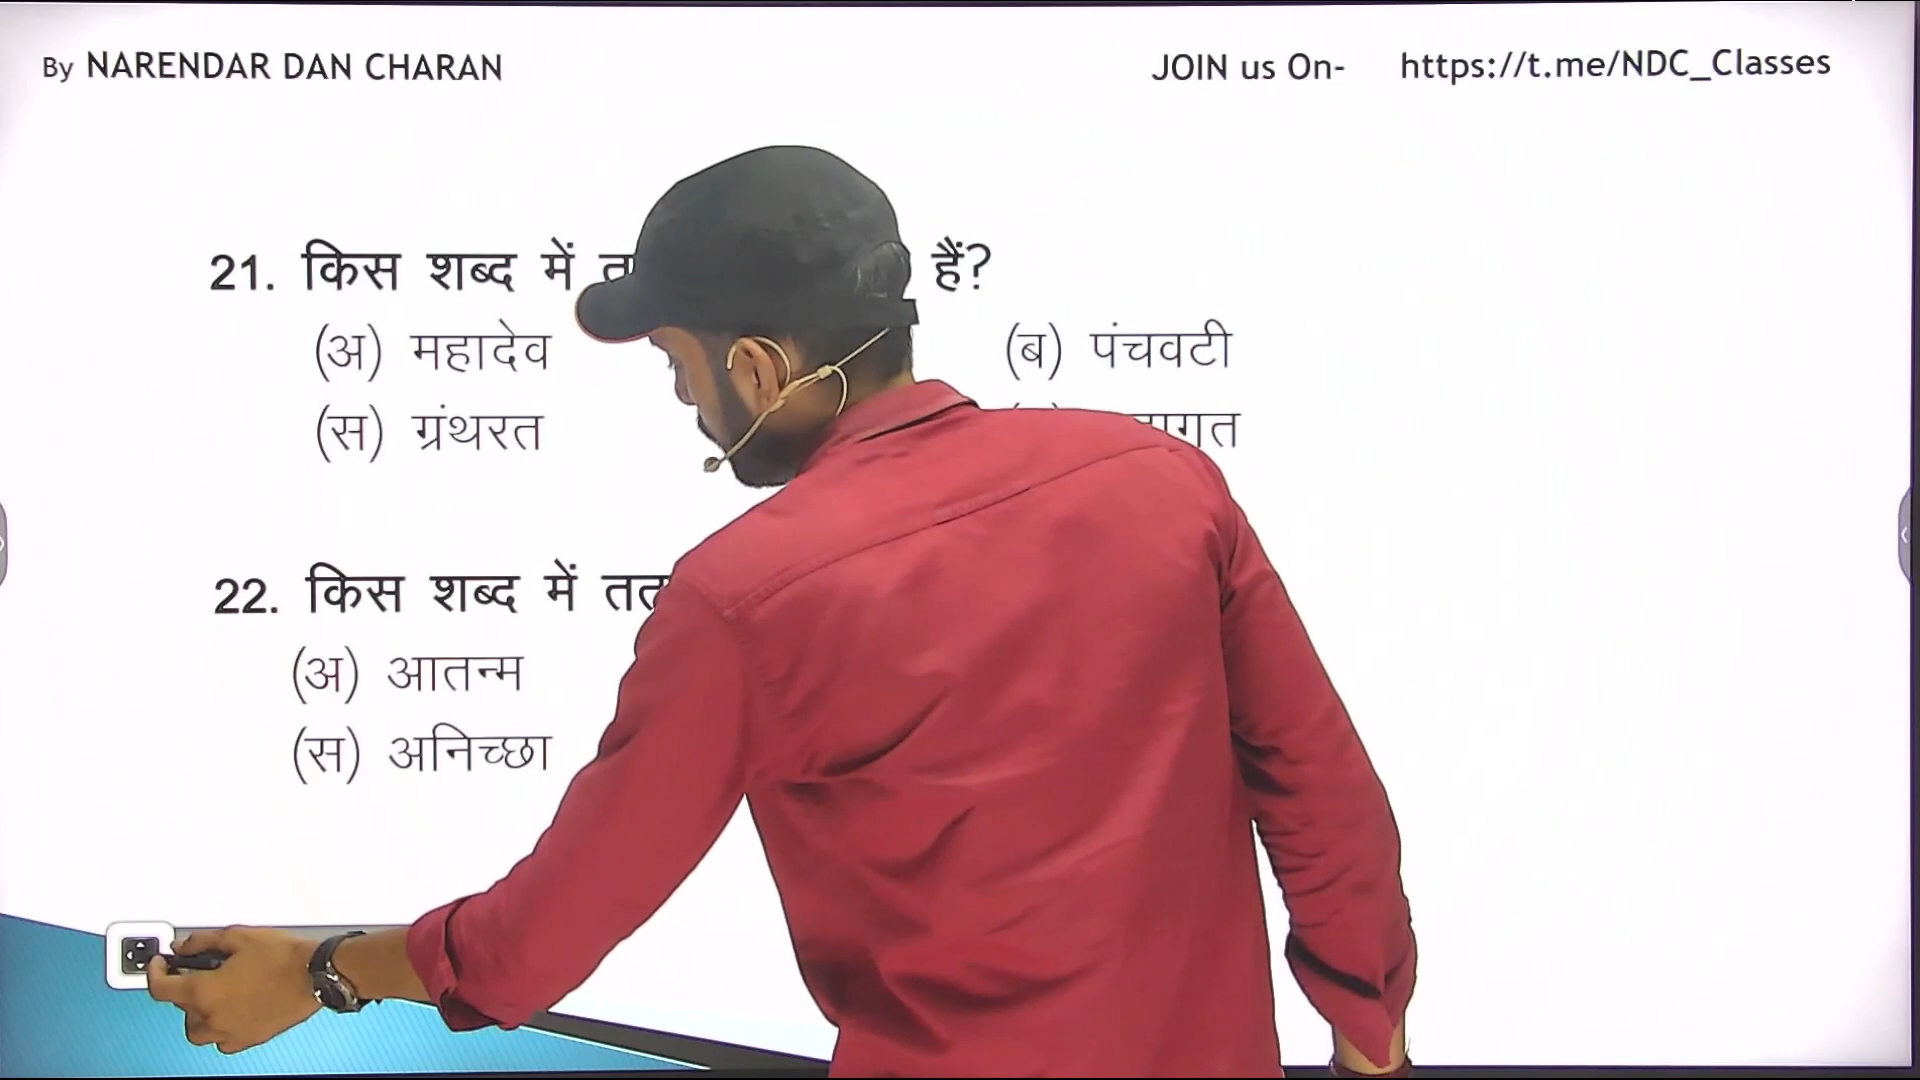 By NARENDAR DAN CHARAN
JOIN us On- https://t.me/NDC_Classes
21. किस शब्द में हैं?
(अ) महादेव (ब) पंचवटी
(स) ग्रंथरत
22. किस शब्द में
(अ) आतन्म
(स) अनिच्छा